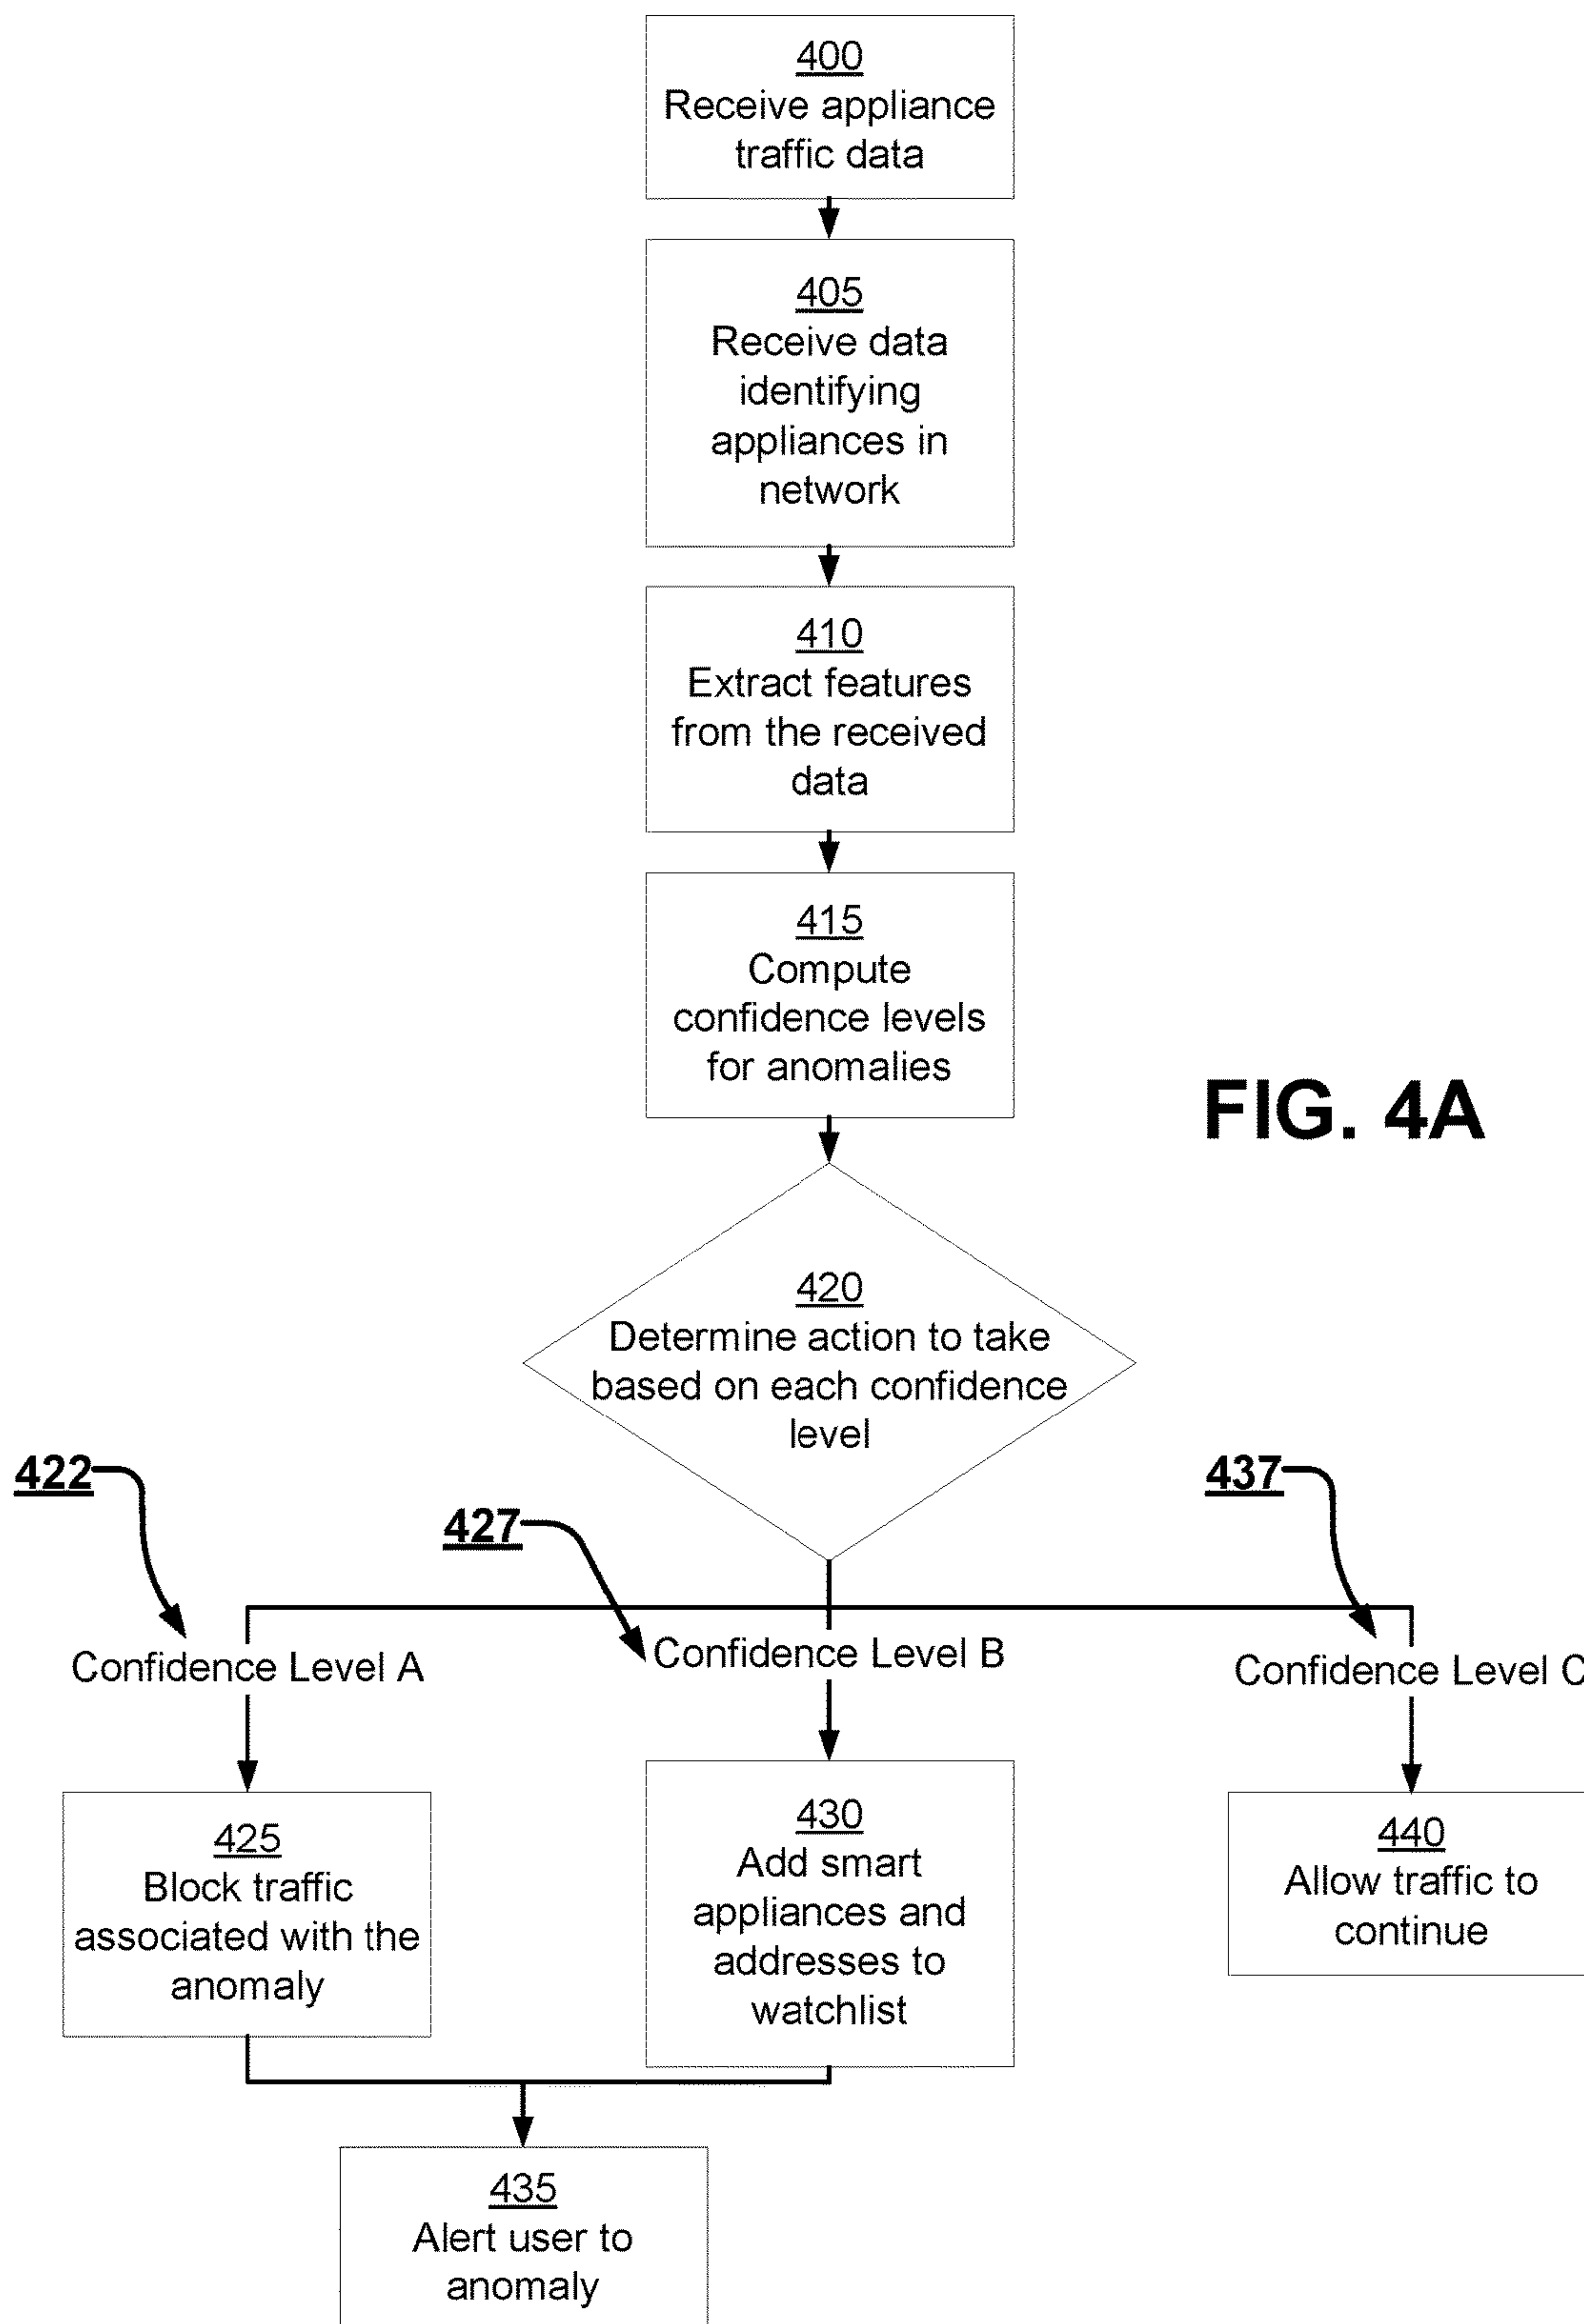 400
Receive appliance
traffic data
405
Receive data
identifying
appliances in
network
410
Extract features
from the received
data
415
Compute
confidence levels
for anomalies
FIG. 4A
420
Determine action to take
based on each confidence
level
422
427
437
Confidence Level A
Confidence Level B
Confidence Level C
425
Block traffic
associated with the
anomaly
430
Add smart
appliances and
addresses to
watchlist
440
Allow traffic to
continue
435
Alert user to
anomaly